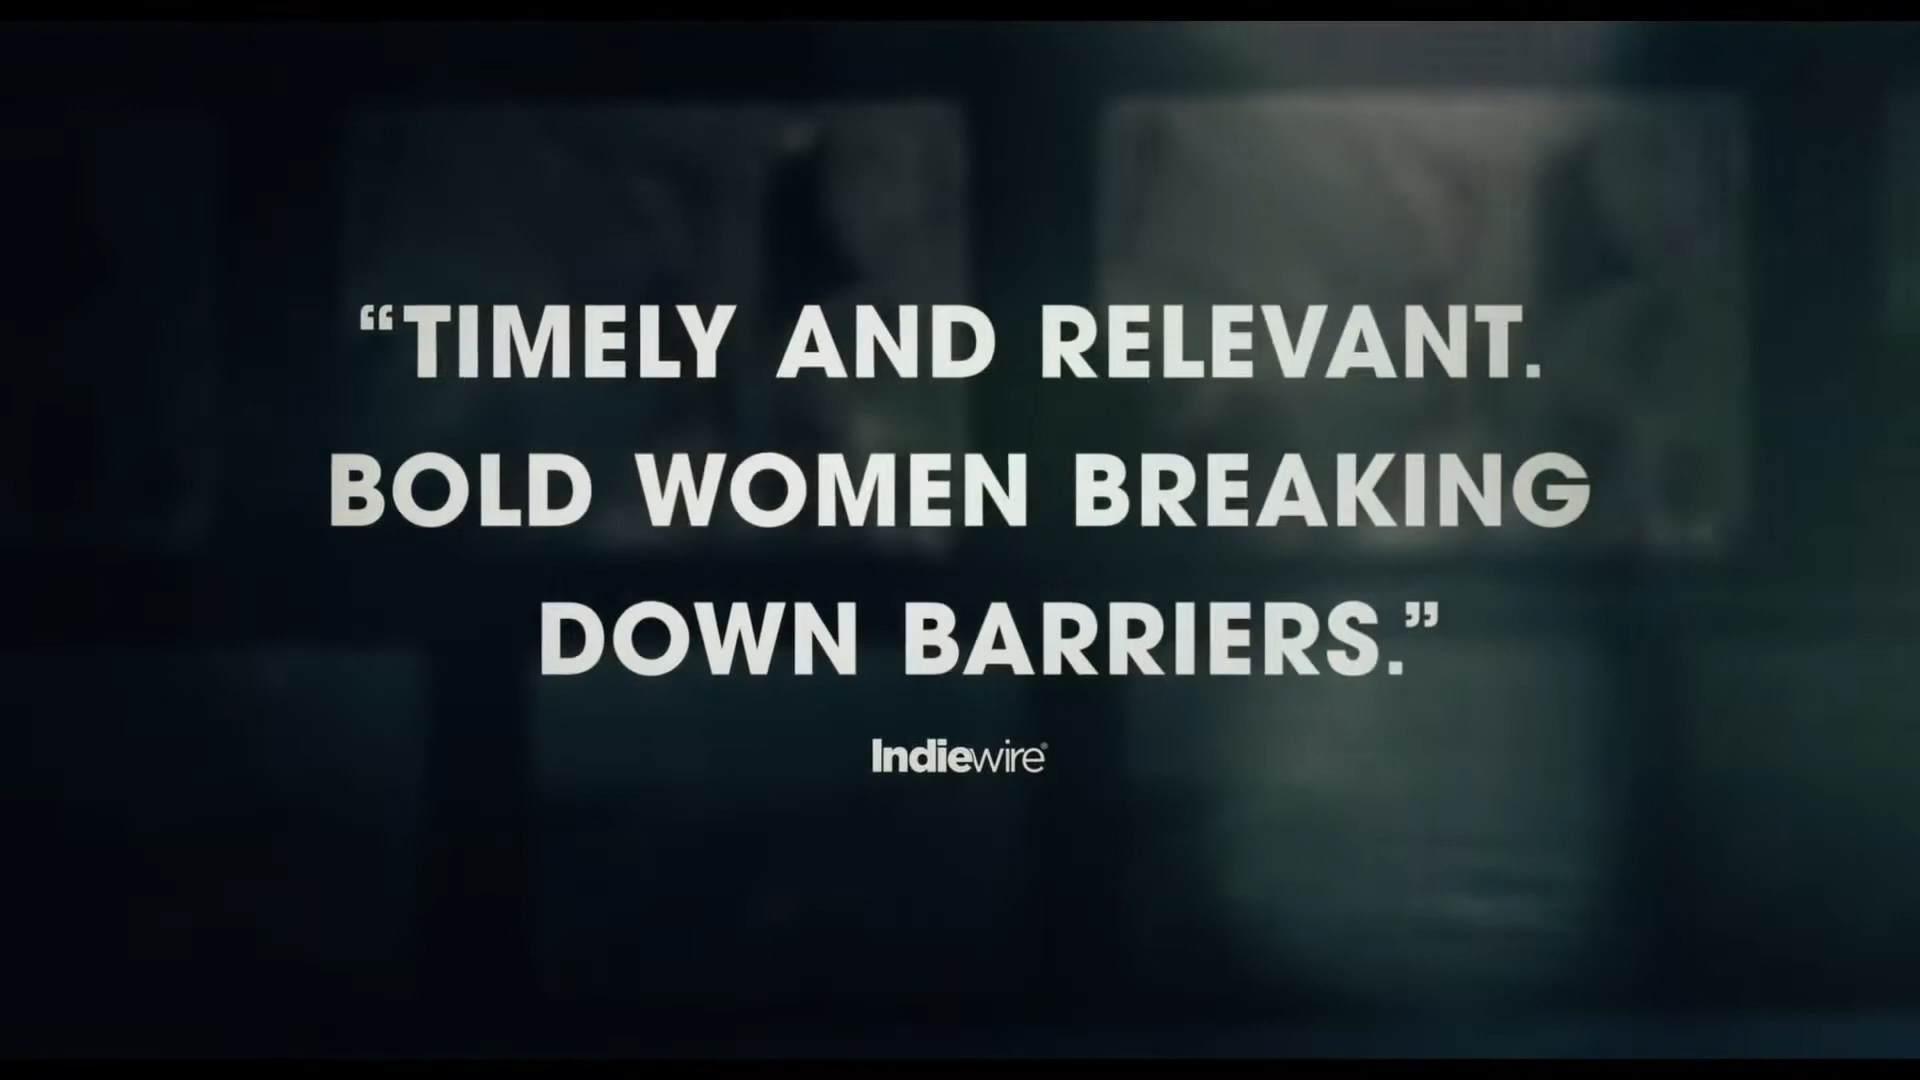 “TIMELY AND RELEVANT.
BOLD WOMEN BREAKING
DOWN BARRIERS.”
Indiewire®